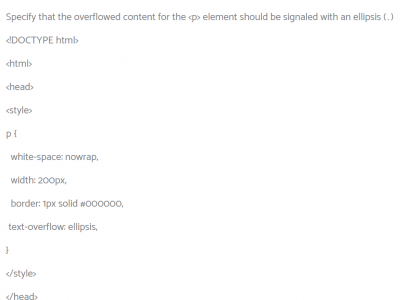 Specify that the overflowed content for the <p> element should be signaled with an ellipsis (.)
<!DOCTYPE html>
<html>
<head>
<style>
p {
white-space: nowrap,
width: 200px,
border: 1px solid #000000,
text-overflow: ellipsis,
}
</style>
</head>